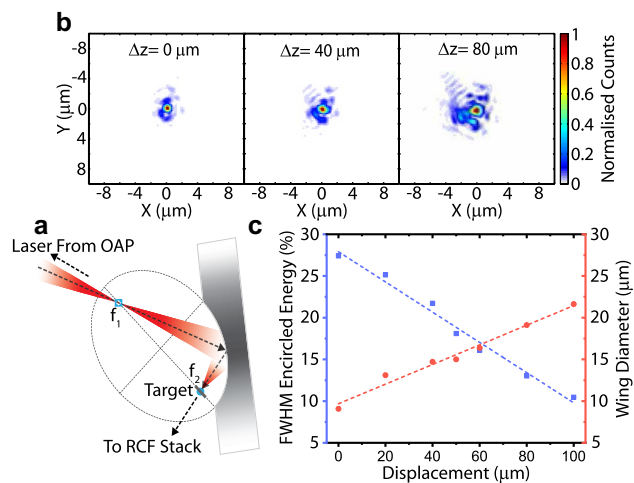 b
Δz= 0 μm
Δz= 40 μm
Δz= 80 μm
-8
-4
0
4
8
Y (μm)
-8 -4 0 4 8
-8 -4 0 4 8
-8 -4 0 4 8
X (μm)
X (μm)
X (μm)
1
0.8
0.6
0.4
0.2
0
Normalised Counts
a
Laser From OAP
f1
f2
Target
To RCF Stack
c
30
25
20
15
10
5
FWHM Encircled Energy (%)
30
25
20
15
10
5
Wing Diameter (μm)
0 20 40 60 80 100
Displacement (μm)